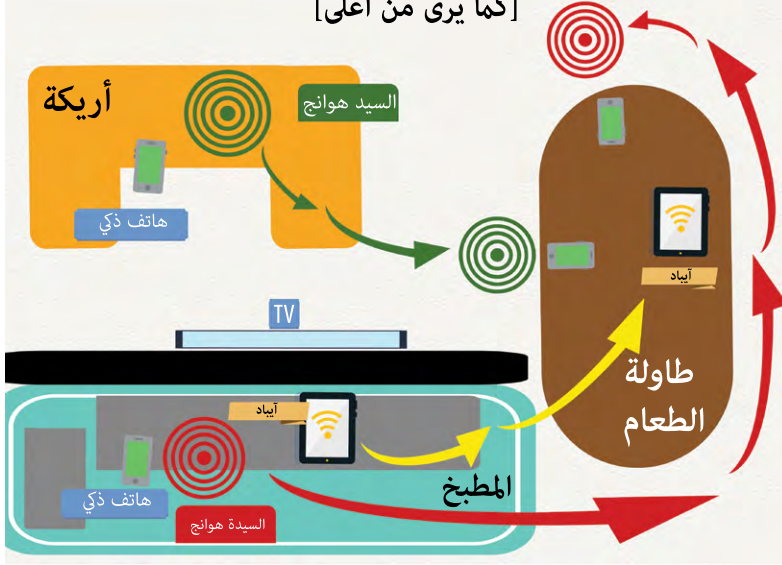 [كما يرى من أعلى]
أريكة
السيد هوانج
هاتف ذكي
آيباد
TV
طاولة
الطعام
آيباد
المطبخ
هاتف ذكي
السيدة هوانج